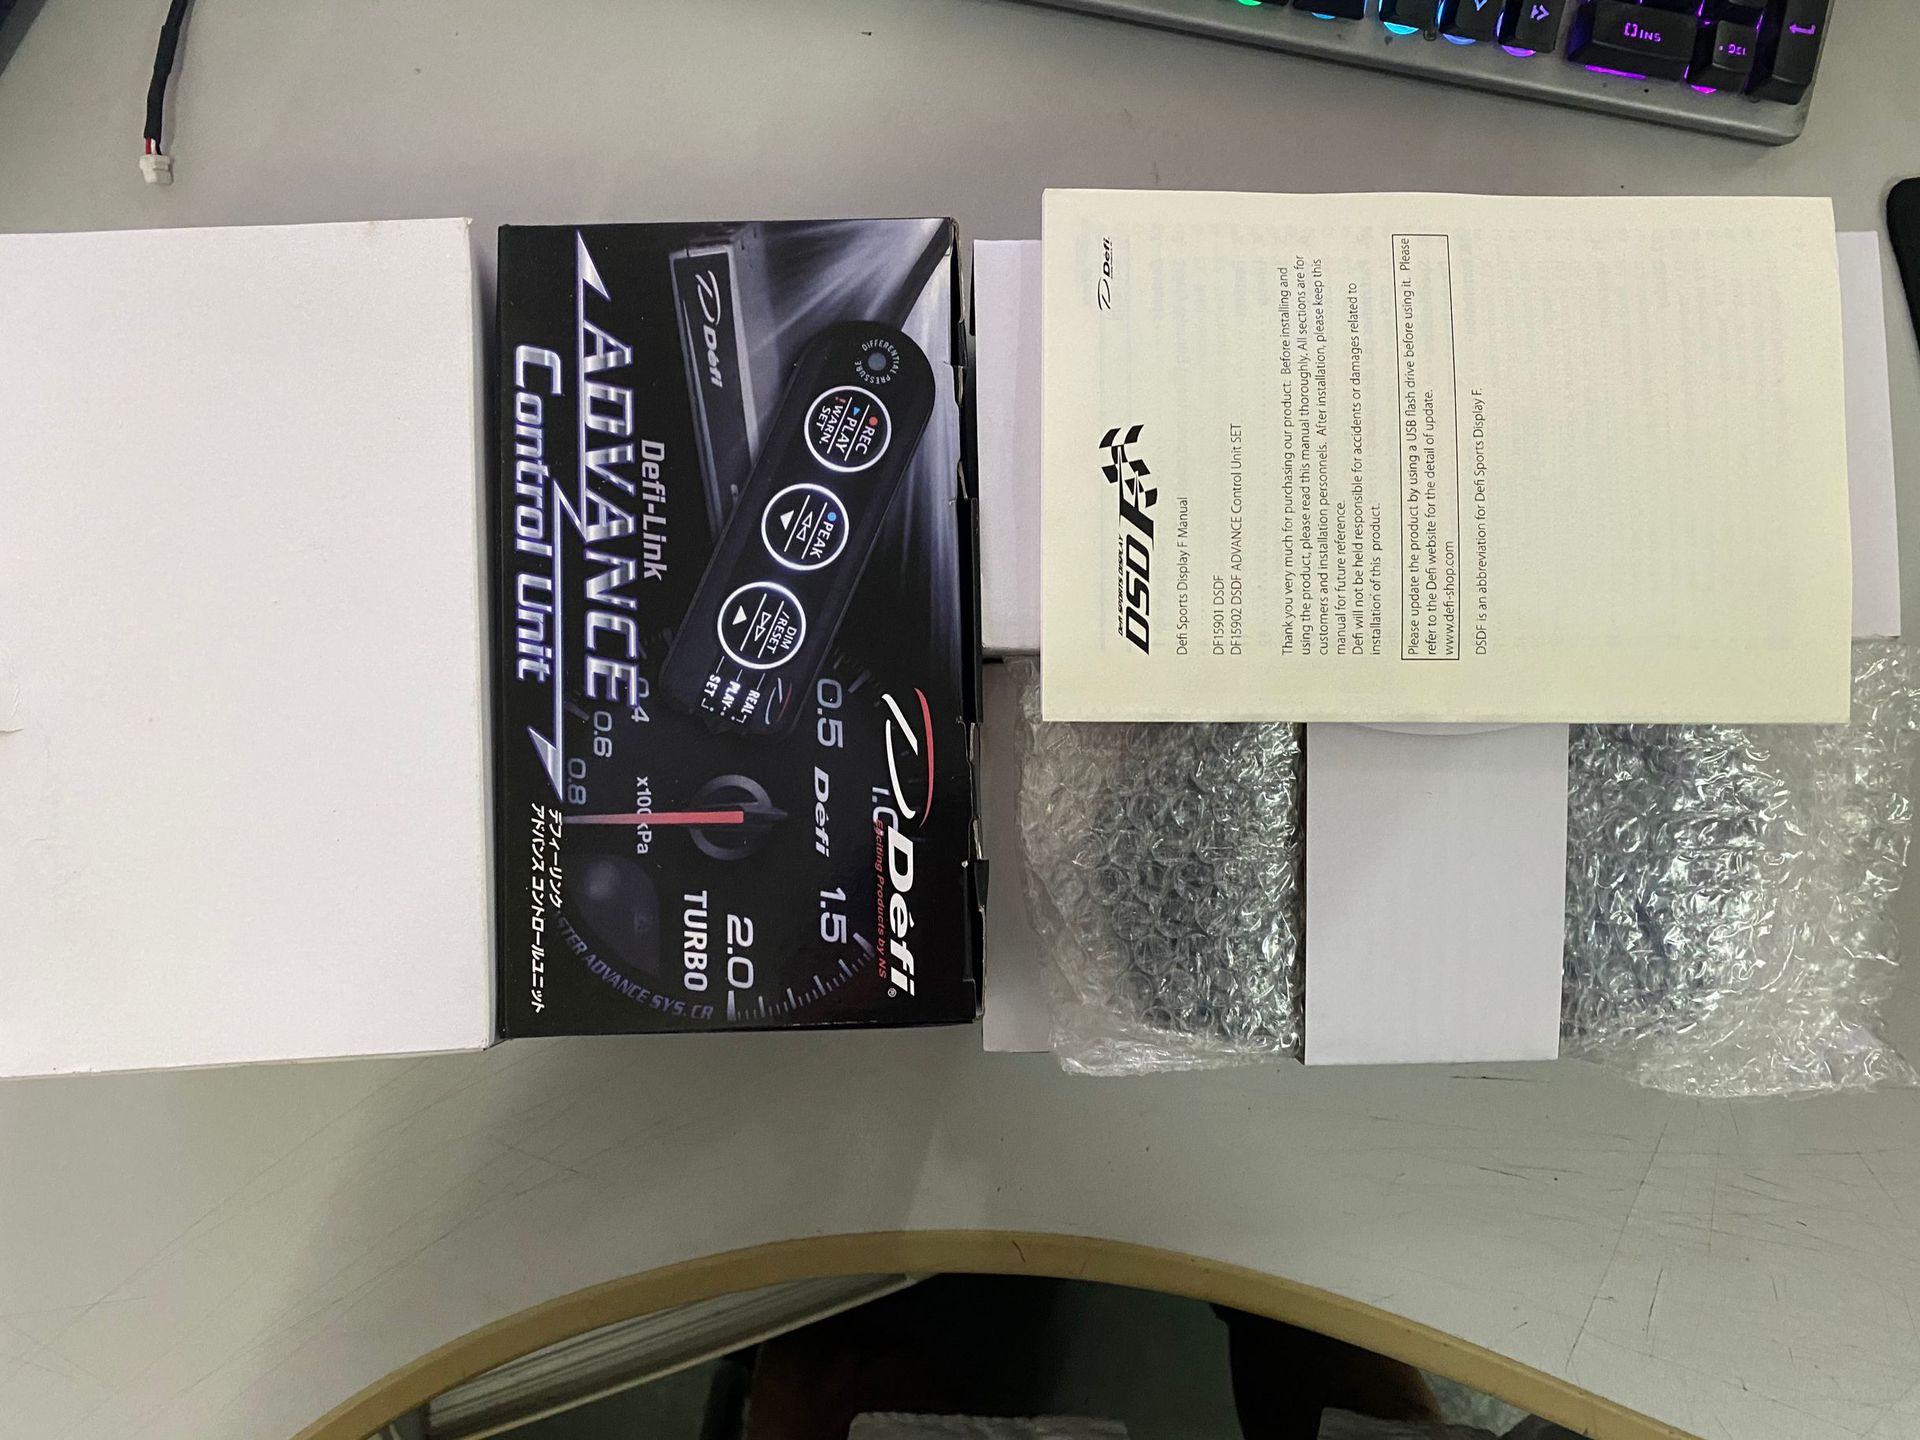 ADVANCE
Control Unit
Defi-Link
デフィーリンク
アドバンス コントロールユニット
Défi
DIFFERENTIAL PRESSURE
REC
PLAY
! WARN.
SET
PEAK
DIM
/RESET
REAL
PLAY
SET
0.4
0.6
0.8
x100kPa
0.5
Défi
1.0
1.5
2.0
TURBO
ADVANCE SYS. CR
Défi®
Exciting Products by NS
Défi
DEFI SPORTS DISPLAY
DSD F
Defi Sports Display F Manual
DF15901 DSDF
DF15902 DSDF ADVANCE Control Unit SET
Thank you very much for purchasing our product. Before installing and
using the product, please read this manual thoroughly. All sections are for
customers and installation personnels. After installation, please keep this
manual for future reference.
Defi will not be held responsible for accidents or damages related to
installation of this product.
Please update the product by using a USB flash drive before using it. Please
refer to the Defi website for the detail of update.
www.defi-shop.com
DSDF is an abbreviation for Defi Sports Display F.
INS
. DEL